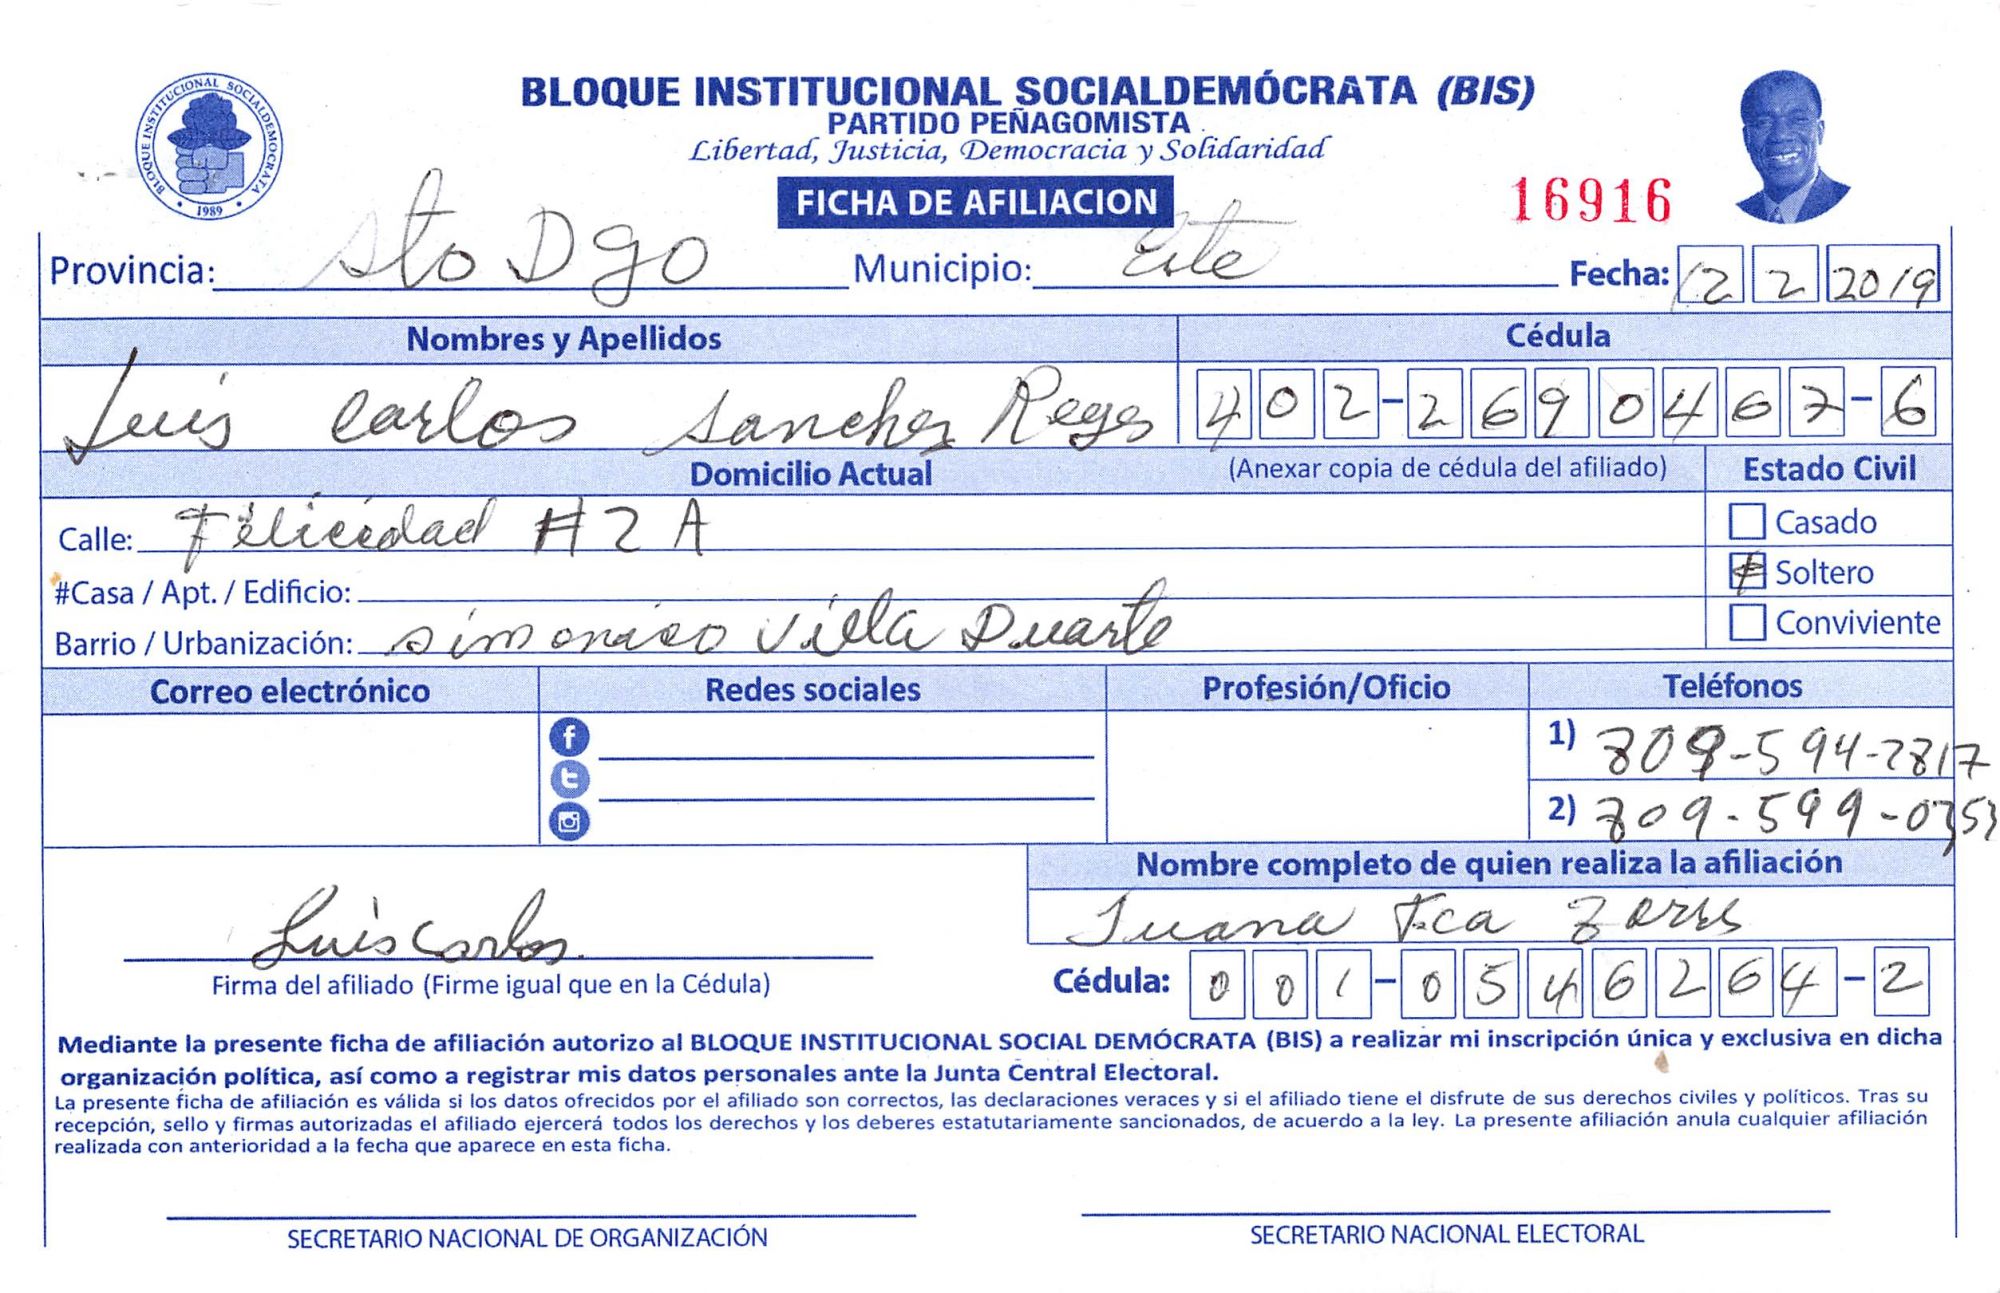 BLOQUE INSTITUCIONAL SOCIALDEMOCRATA
1989
BLOQUE INSTITUCIONAL SOCIALDEMÓCRATA (BIS)
PARTIDO PEÑAGOMISTA
Libertad, Justicia, Democracia y Solidaridad
FICHA DE AFILIACION
16916
Provincia: Sto Dgo Municipio: Este Fecha: 12 2 2019
Nombres y Apellidos Cédula
Luis Carlos Sanchez Reyes 402-2690467-6
Domicilio Actual (Anexar copia de cédula del afiliado) Estado Civil
Calle: Felicidad #2 A Casado
#Casa / Apt. / Edificio: Soltero
Barrio / Urbanización: simonico Villa Duarte Conviviente
Correo electrónico Redes sociales Profesión/Oficio Teléfonos
1) 809-594-2817
2) 809-599-0753
Nombre completo de quien realiza la afiliación
Juana Fca
Luis Carlos
Firma del afiliado (Firme igual que en la Cédula) Cédula: 001-0546264-2
Mediante la presente ficha de afiliación autorizo al BLOQUE INSTITUCIONAL SOCIAL DEMÓCRATA (BIS) a realizar mi inscripción única y exclusiva en dicha
organización política, así como a registrar mis datos personales ante la Junta Central Electoral.
La presente ficha de afiliación es válida si los datos ofrecidos por el afiliado son correctos, las declaraciones veraces y si el afiliado tiene el disfrute de sus derechos civiles y políticos. Tras su
recepción, sello y firmas autorizadas el afiliado ejercerá todos los derechos y los deberes estatutariamente sancionados, de acuerdo a la ley. La presente afiliación anula cualquier afiliación
realizada con anterioridad a la fecha que aparece en esta ficha.
SECRETARIO NACIONAL DE ORGANIZACIÓN SECRETARIO NACIONAL ELECTORAL